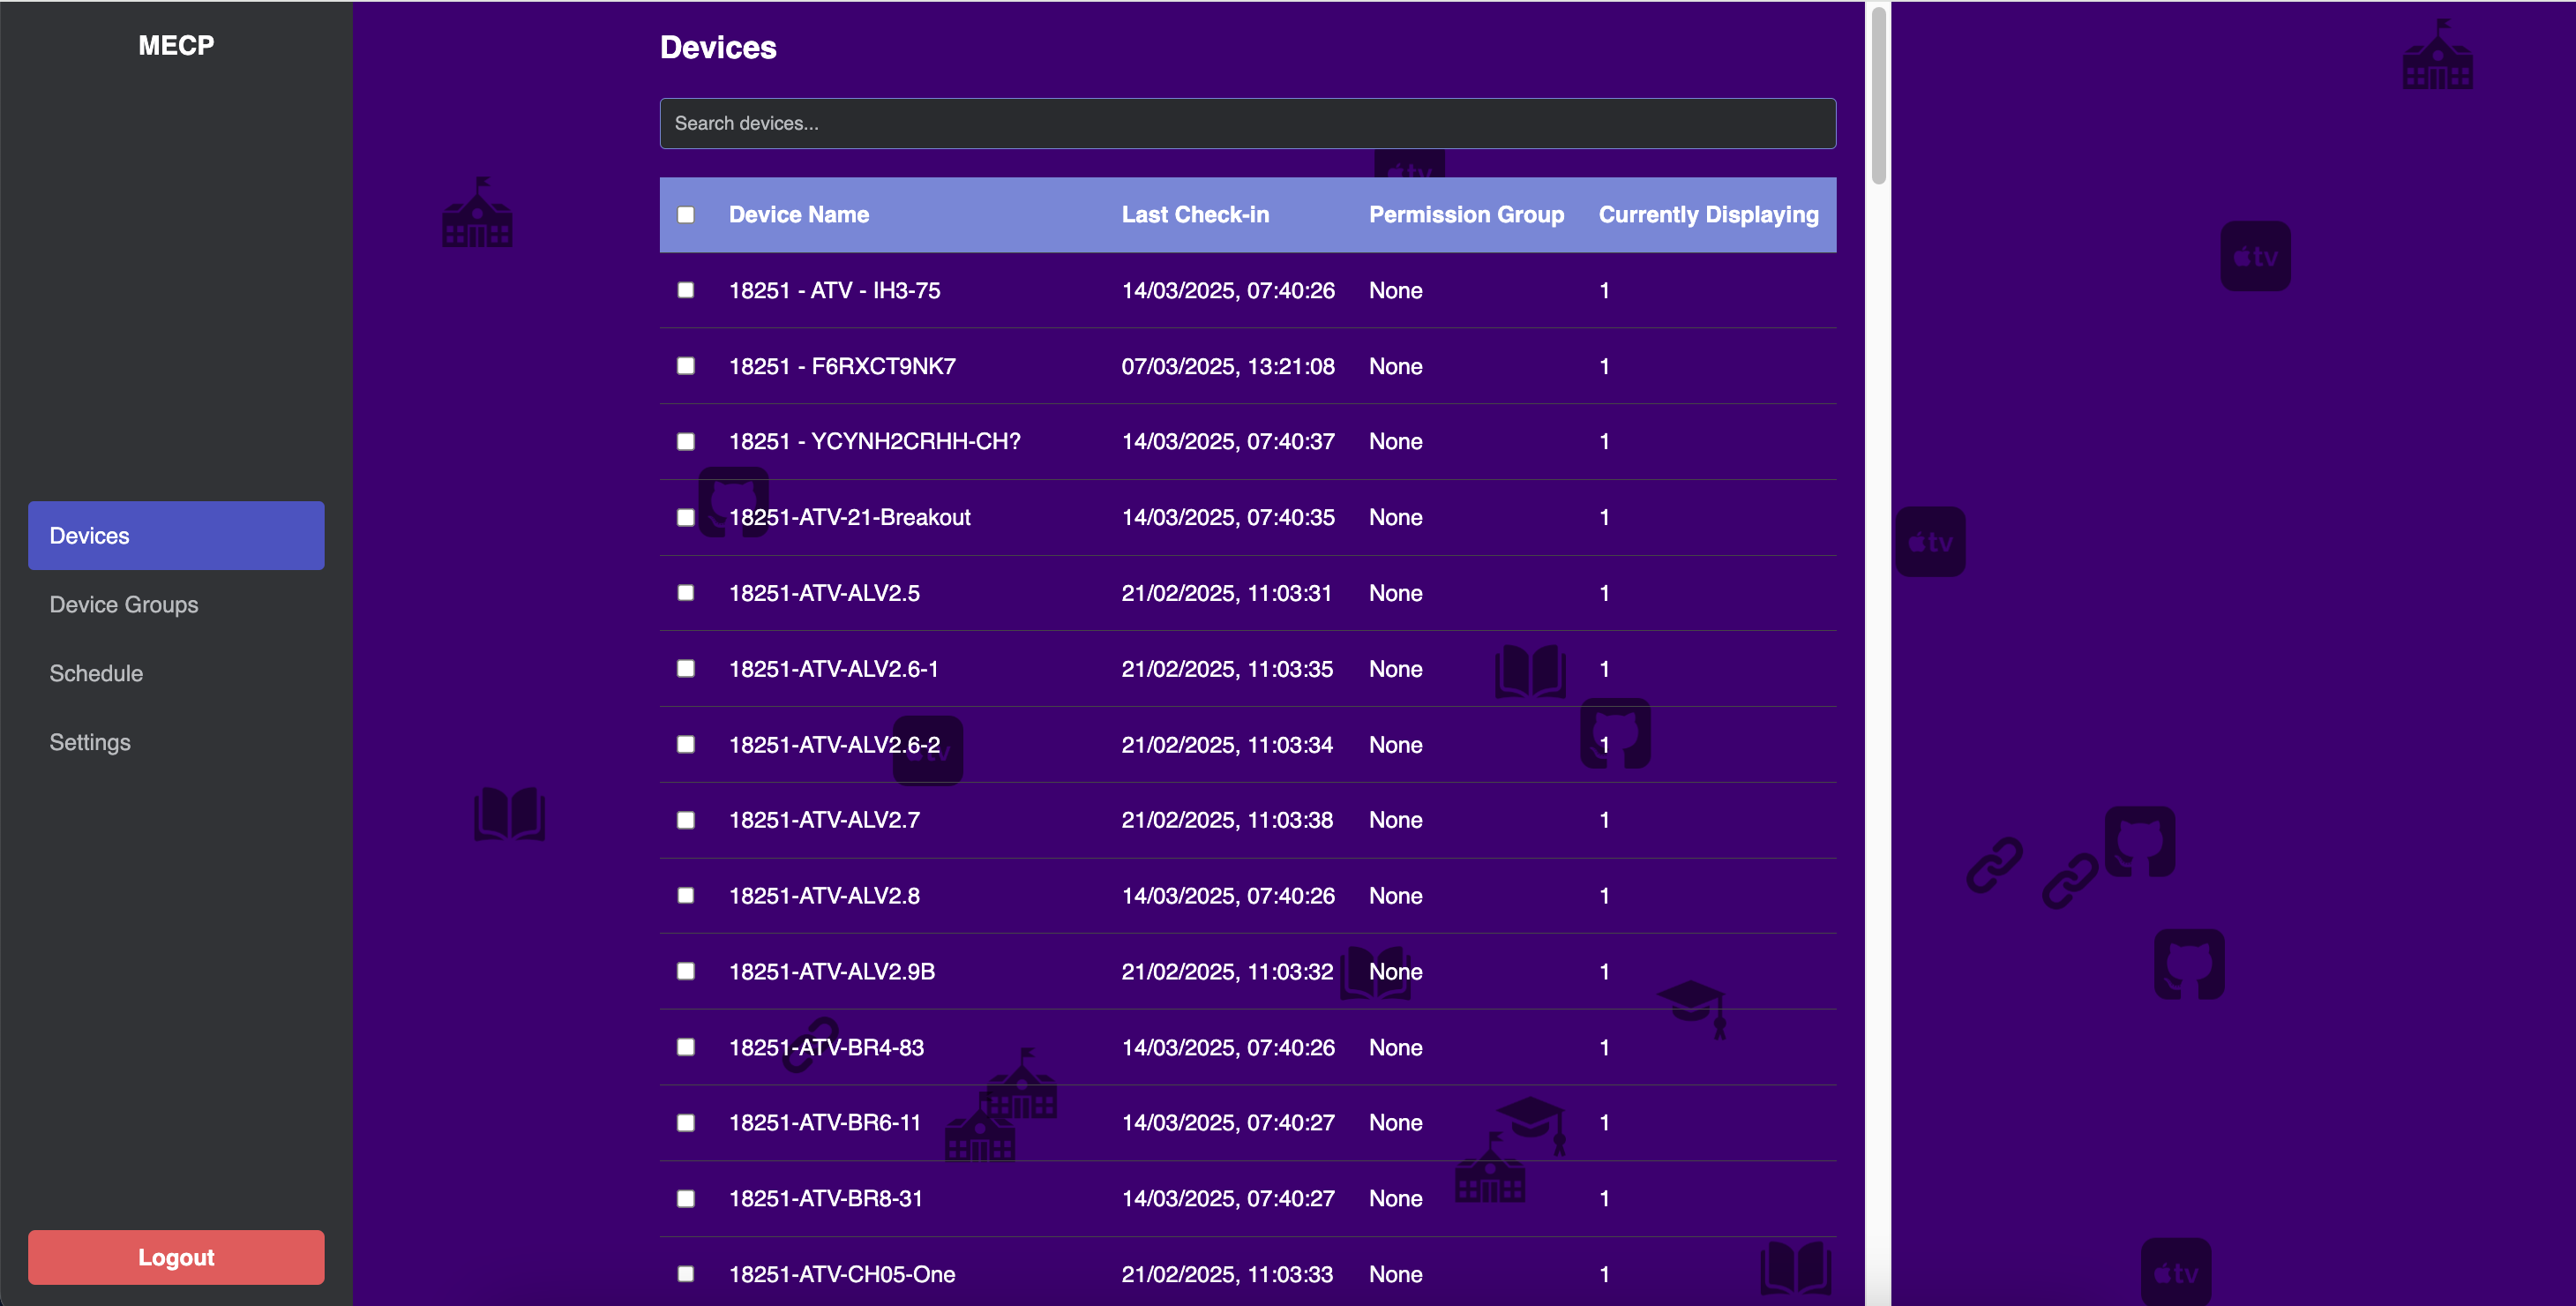 MECP
Devices
Device Groups
Schedule
Settings
Logout
Devices
Search devices...
Device Name Last Check-in Permission Group Currently Displaying
18251 - ATV - IH3-75 14/03/2025, 07:40:26 None 1
18251 - F6RXCT9NK7 07/03/2025, 13:21:08 None 1
18251 - YCYNH2CRHH-CH? 14/03/2025, 07:40:37 None 1
18251-ATV-21-Breakout 14/03/2025, 07:40:35 None 1
18251-ATV-ALV2.5 21/02/2025, 11:03:31 None 1
18251-ATV-ALV2.6-1 21/02/2025, 11:03:35 None 1
18251-ATV-ALV2.6-2 21/02/2025, 11:03:34 None 1
18251-ATV-ALV2.7 21/02/2025, 11:03:38 None 1
18251-ATV-ALV2.8 14/03/2025, 07:40:26 None 1
18251-ATV-ALV2.9B 21/02/2025, 11:03:32 None 1
18251-ATV-BR4-83 14/03/2025, 07:40:26 None 1
18251-ATV-BR6-11 14/03/2025, 07:40:27 None 1
18251-ATV-BR8-31 14/03/2025, 07:40:27 None 1
18251-ATV-CH05-One 21/02/2025, 11:03:33 None 1
tv
tv
tv
tv
tv